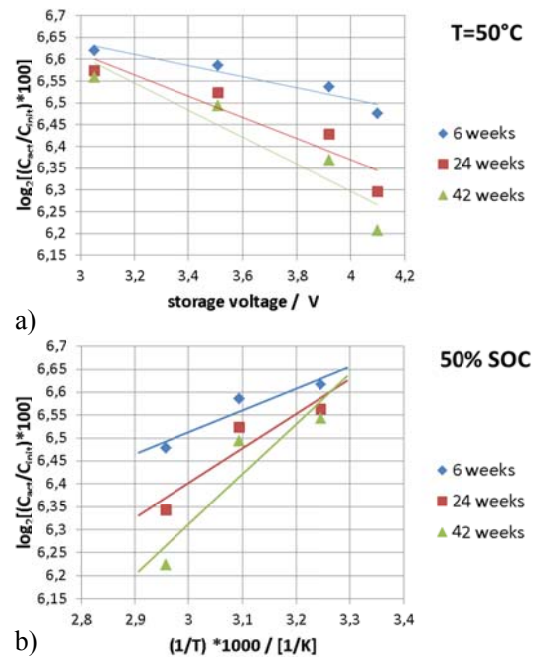 6,7
6,65
6,6
6,55
6,5
6,45
6,4
6,35
6,3
6,25
6,2
6,15
log₂[(C_act/C_init)*100]
3 3,2 3,4 3,6 3,8 4 4,2
storage voltage / V
T=50°C
6 weeks
24 weeks
42 weeks
a)
6,7
6,65
6,6
6,55
6,5
6,45
6,4
6,35
6,3
6,25
6,2
6,15
log₂[(C_act/C_init)*100]
2,8 2,9 3 3,1 3,2 3,3 3,4
(1/T) *1000 / [1/K]
50% SOC
6 weeks
24 weeks
42 weeks
b)